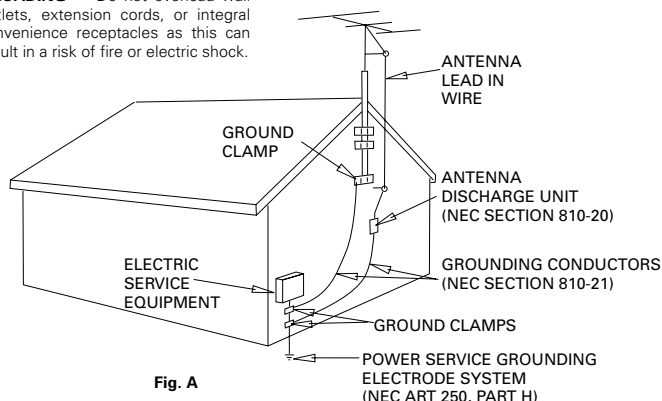 outlets, extension cords, or integral
convenience receptacles as this can
result in a risk of fire or electric shock.
ANTENNA
LEAD IN
WIRE
GROUND
CLAMP
ANTENNA
DISCHARGE UNIT
(NEC SECTION 810-20)
ELECTRIC
SERVICE
EQUIPMENT
GROUNDING CONDUCTORS
(NEC SECTION 810-21)
GROUND CLAMPS
POWER SERVICE GROUNDING
ELECTRODE SYSTEM
(NEC ART 250, PART H)
Fig. A